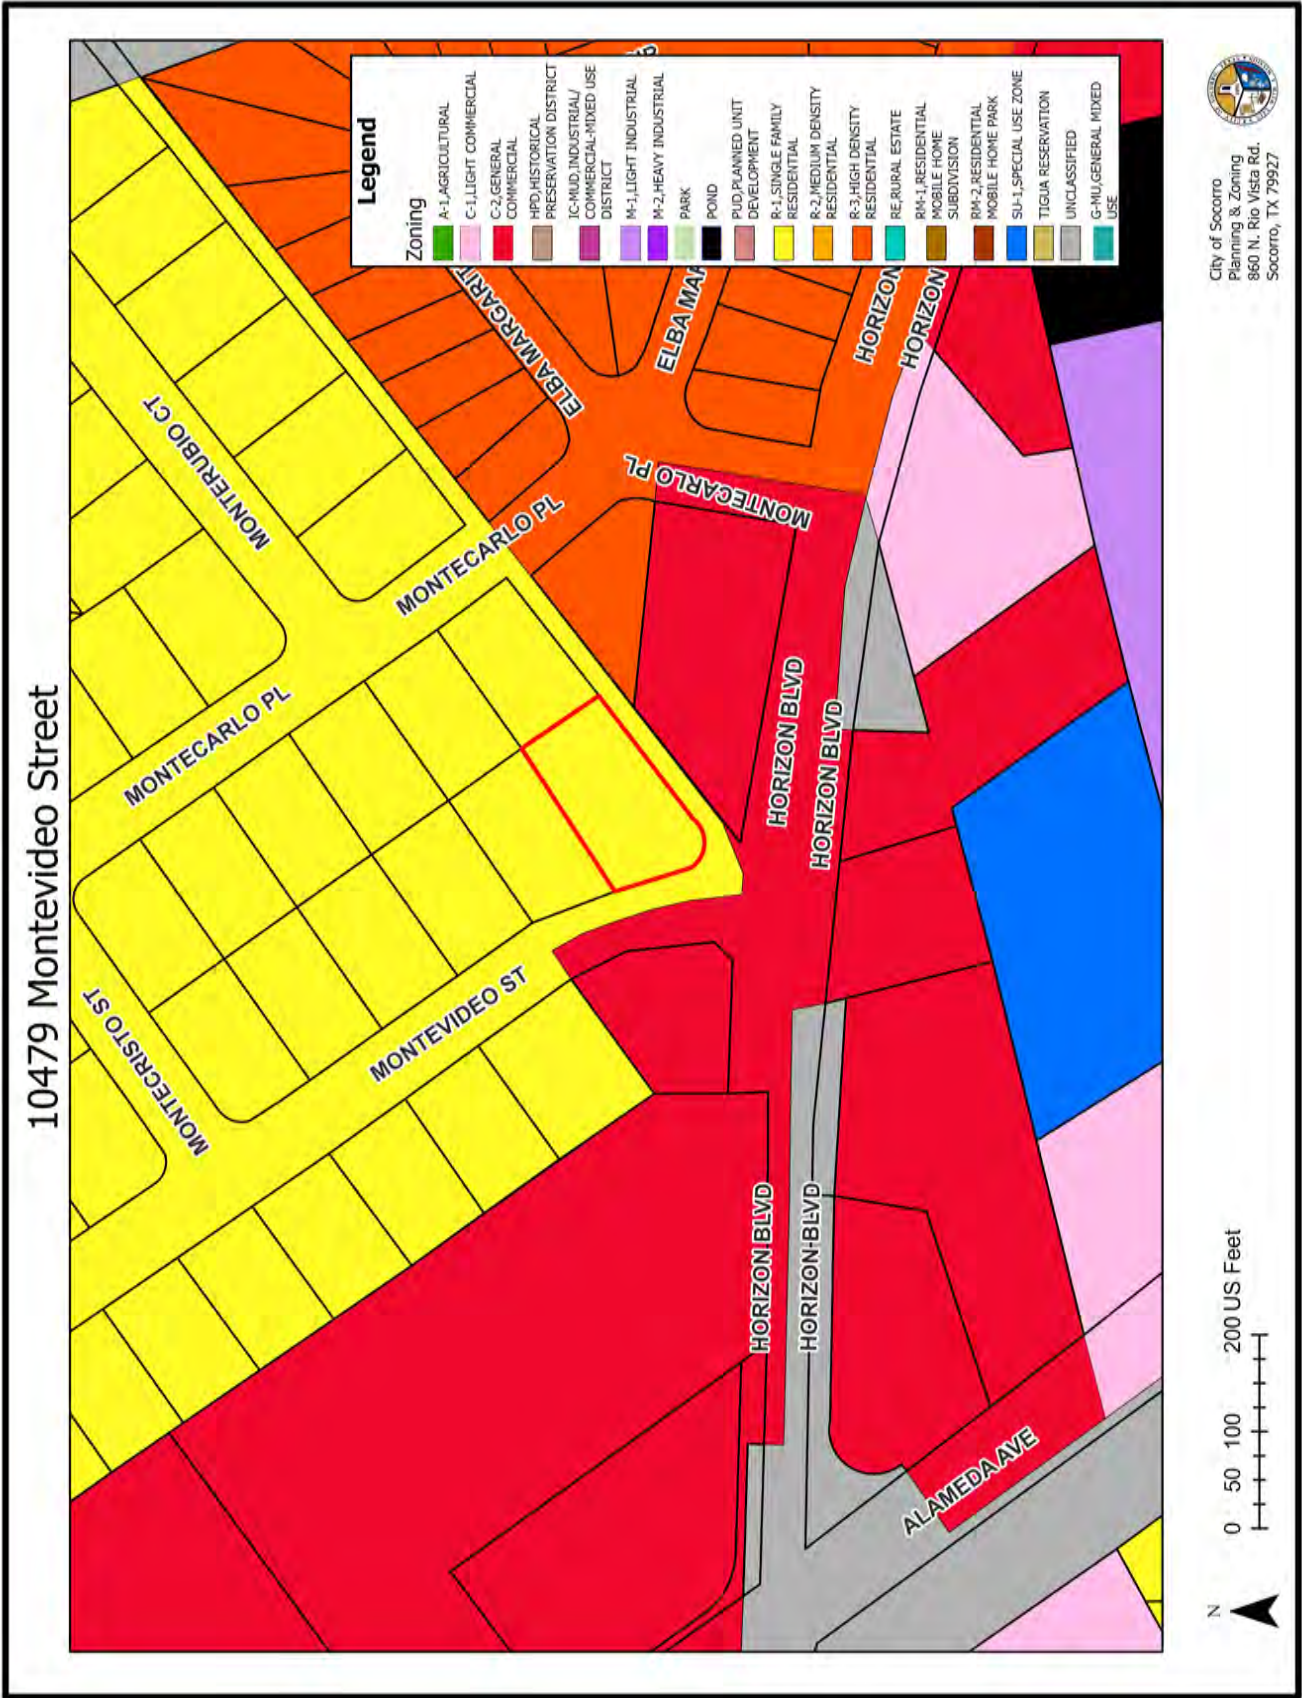 10479 Montevideo Street
MONTERUBIO CT
MONTECARLO PL
MONTECARLO PL
MONTECRISTO ST
MONTEVIDEO ST
ELBA MARGARIT
ELBA MAR
MONTECARLO PL
HORIZON
HORIZON
HORIZON BLVD
HORIZON BLVD
HORIZON BLVD
HORIZON BLVD
ALAMEDA AVE
Legend
Zoning
A-1,AGRICULTURAL
C-1,LIGHT COMMERCIAL
C-2,GENERAL
COMMERCIAL
HPD,HISTORICAL
PRESERVATION DISTRICT
IC-MUD,INDUSTRIAL/
COMMERCIAL-MIXED USE
DISTRICT
M-1,LIGHT INDUSTRIAL
M-2,HEAVY INDUSTRIAL
PARK
POND
PUD,PLANNED UNIT
DEVELOPMENT
R-1,SINGLE FAMILY
RESIDENTIAL
R-2,MEDIUM DENSITY
RESIDENTIAL
R-3,HIGH DENSITY
RESIDENTIAL
RE,RURAL ESTATE
RM-1,RESIDENTIAL
MOBILE HOME
SUBDIVISION
RM-2,RESIDENTIAL
MOBILE HOME PARK
SU-1,SPECIAL USE ZONE
TIGUA RESERVATION
UNCLASSIFIED
G-MU,GENERAL MIXED
USE
N
0 50 100 200 US Feet
City of Socorro
Planning & Zoning
860 N. Rio Vista Rd.
Socorro, TX 79927